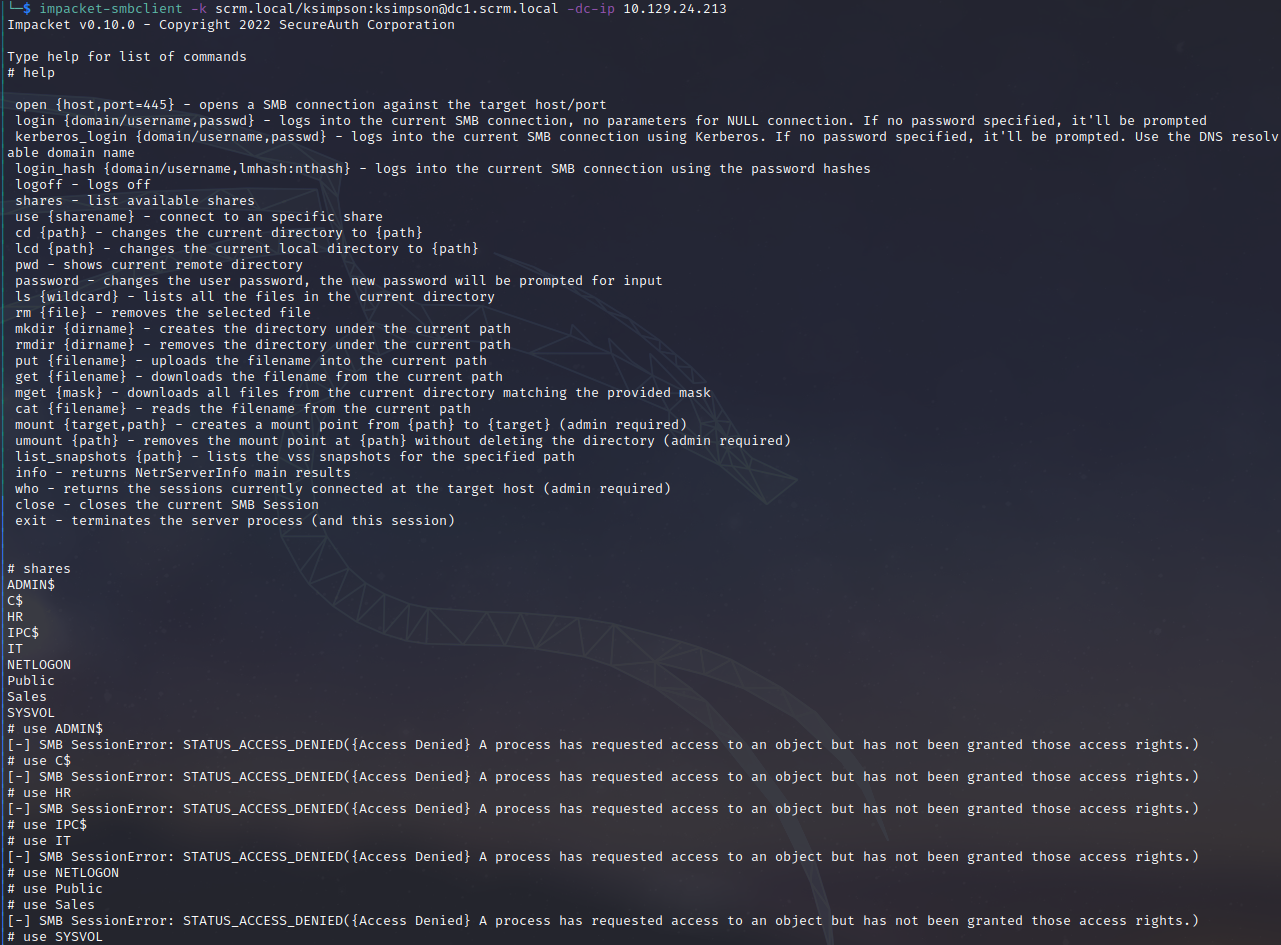 └─$ impacket-smbclient -k scrm.local/ksimpson:ksimpson@dc1.scrm.local -dc-ip 10.129.24.213
Impacket v0.10.0 - Copyright 2022 SecureAuth Corporation
Type help for list of commands
# help
open {host,port=445} - opens a SMB connection against the target host/port
login {domain/username,passwd} - logs into the current SMB connection, no parameters for NULL connection. If no password specified, it'll be prompted
kerberos_login {domain/username,passwd} - logs into the current SMB connection using Kerberos. If no password specified, it'll be prompted. Use the DNS resolv
able domain name
login_hash {domain/username,lmhash:nthash} - logs into the current SMB connection using the password hashes
logoff - logs off
shares - list available shares
use {sharename} - connect to an specific share
cd {path} - changes the current directory to {path}
lcd {path} - changes the current local directory to {path}
pwd - shows current remote directory
password - changes the user password, the new password will be prompted for input
ls {wildcard} - lists all the files in the current directory
rm {file} - removes the selected file
mkdir {dirname} - creates the directory under the current path
rmdir {dirname} - removes the directory under the current path
put {filename} - uploads the filename into the current path
get {filename} - downloads the filename from the current path
mget {mask} - downloads all files from the current directory matching the provided mask
cat {filename} - reads the filename from the current path
mount {target,path} - creates a mount point from {path} to {target} (admin required)
umount {path} - removes the mount point at {path} without deleting the directory (admin required)
list_snapshots {path} - lists the vss snapshots for the specified path
info - returns NetrServerInfo main results
who - returns the sessions currently connected at the target host (admin required)
close - closes the current SMB Session
exit - terminates the server process (and this session)
# shares
ADMIN$
C$
HR
IPC$
IT
NETLOGON
Public
Sales
SYSVOL
# use ADMIN$
[-] SMB SessionError: STATUS_ACCESS_DENIED({Access Denied} A process has requested access to an object but has not been granted those access rights.)
# use C$
[-] SMB SessionError: STATUS_ACCESS_DENIED({Access Denied} A process has requested access to an object but has not been granted those access rights.)
# use HR
[-] SMB SessionError: STATUS_ACCESS_DENIED({Access Denied} A process has requested access to an object but has not been granted those access rights.)
# use IPC$
# use IT
[-] SMB SessionError: STATUS_ACCESS_DENIED({Access Denied} A process has requested access to an object but has not been granted those access rights.)
# use NETLOGON
# use Public
# use Sales
[-] SMB SessionError: STATUS_ACCESS_DENIED({Access Denied} A process has requested access to an object but has not been granted those access rights.)
# use SYSVOL